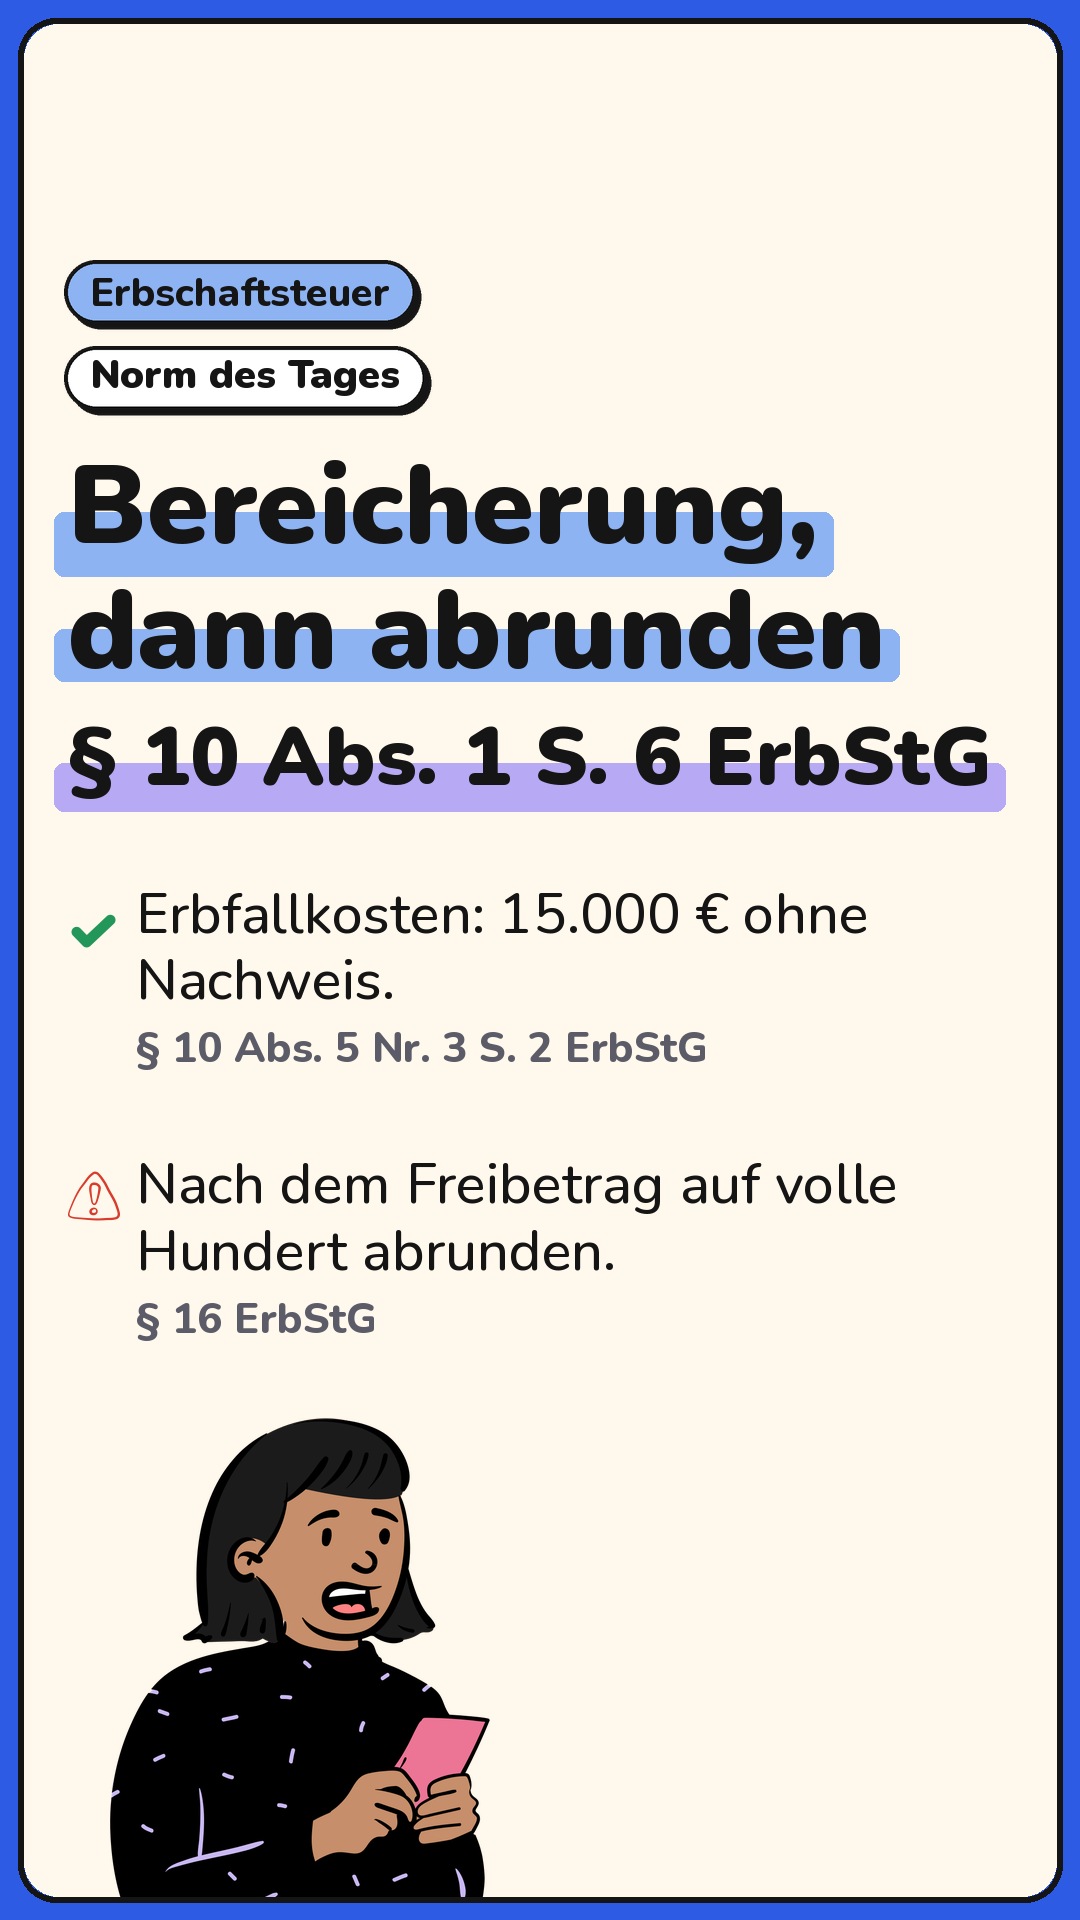 Erbschaftsteuer
Norm des Tages
Bereicherung,
dann abrunden
§ 10 Abs. 1 S. 6 ErbStG
Erbfallkosten: 15.000 € ohne
Nachweis.
§ 10 Abs. 5 Nr. 3 S. 2 ErbStG
Nach dem Freibetrag auf volle
Hundert abrunden.
§ 16 ErbStG